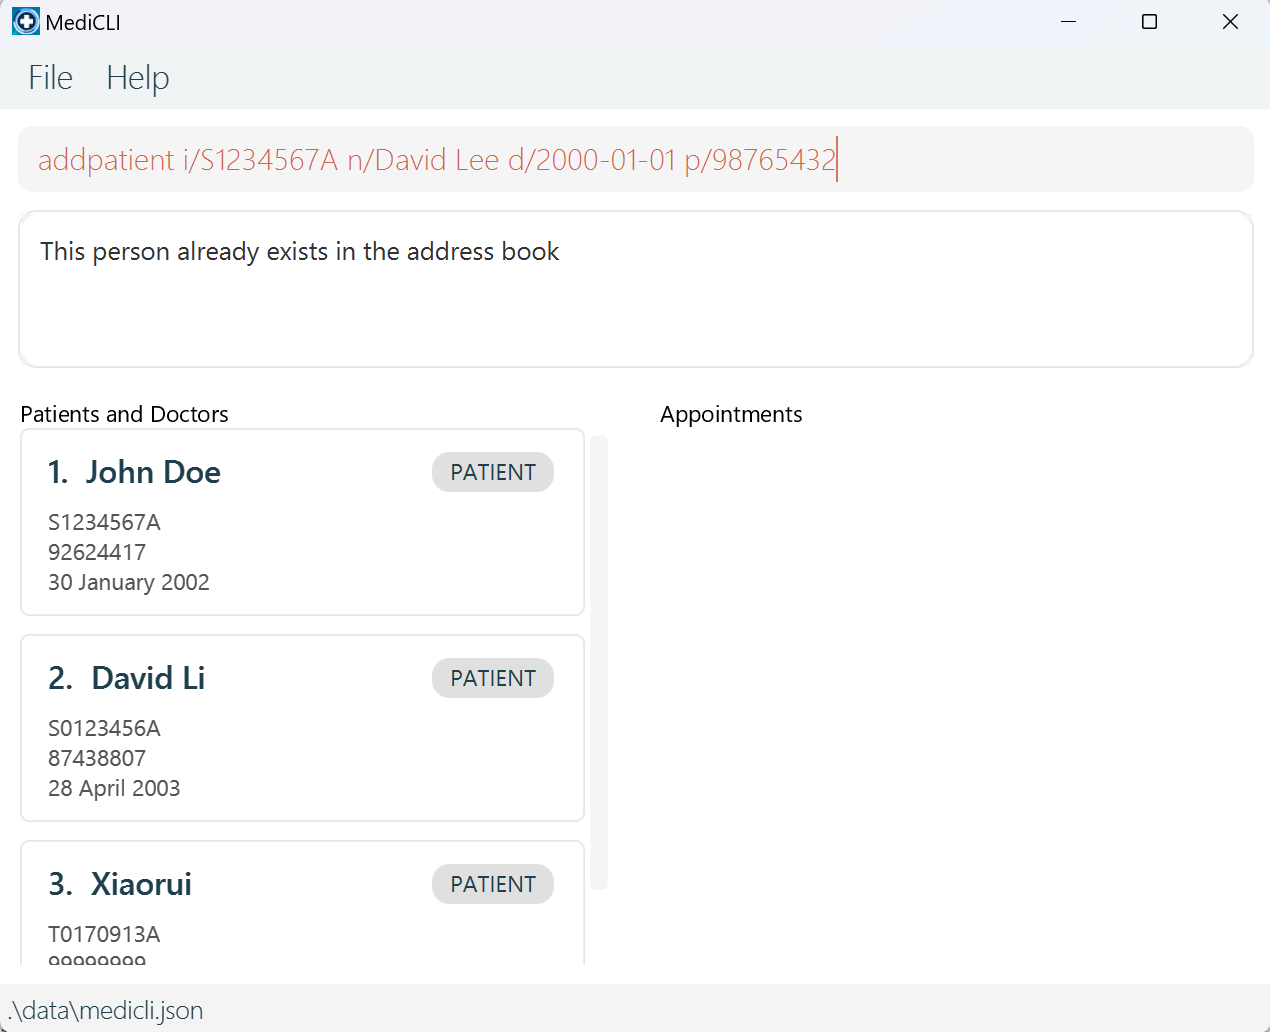 MediCLI
File Help
addpatient i/S1234567A n/David Lee d/2000-01-01 p/98765432
This person already exists in the address book
Patients and Doctors
1. John Doe PATIENT
S1234567A
92624417
30 January 2002
2. David Li PATIENT
S0123456A
87438807
28 April 2003
3. Xiaorui PATIENT
T0170913A
99999999
Appointments
.\data\medicli.json